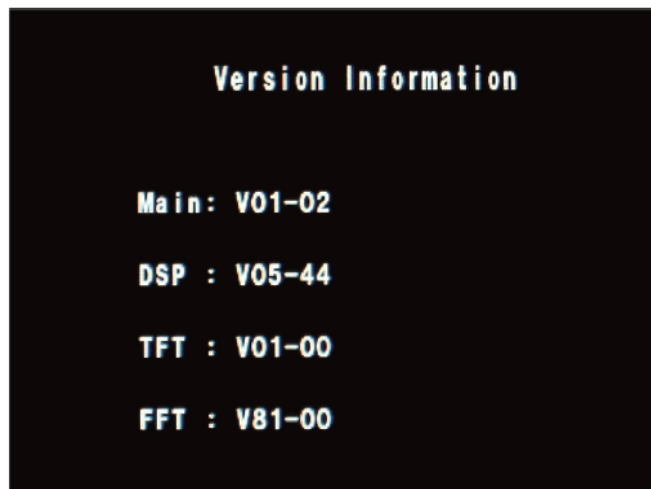 Version Information
Main: V01-02
DSP : V05-44
TFT : V01-00
FFT : V81-00